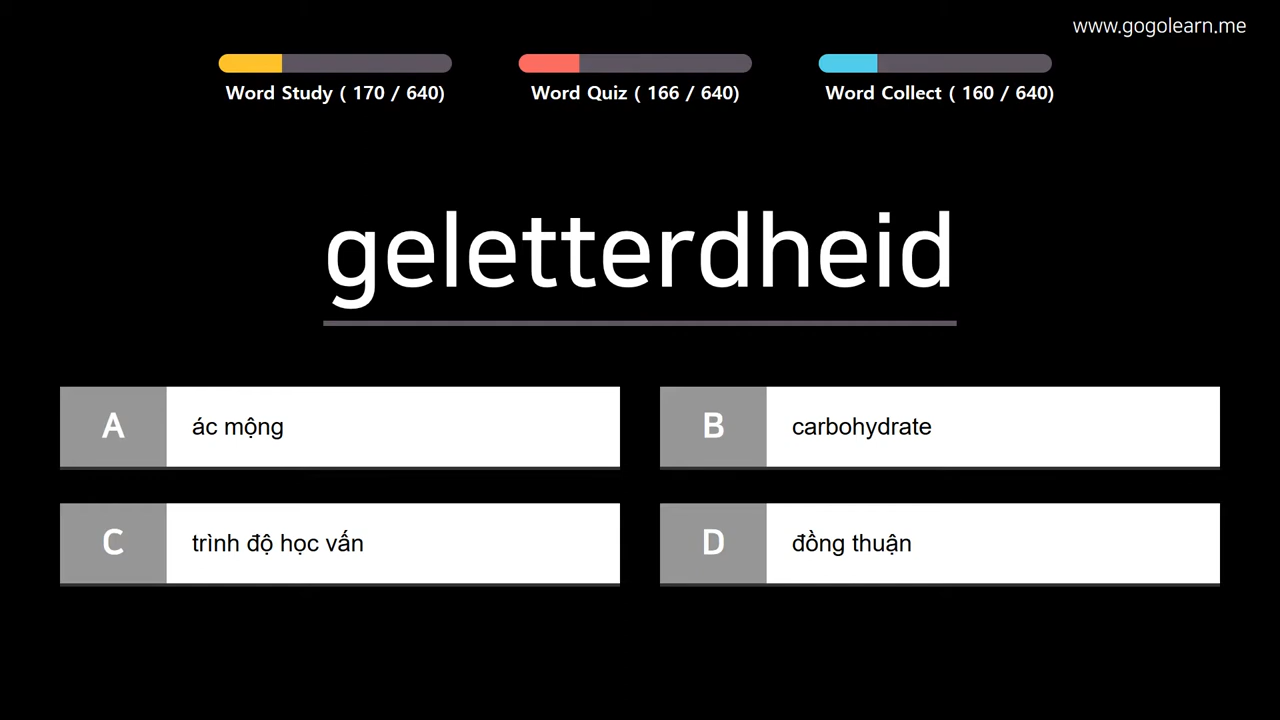 www.gogolearn.me
Word Study ( 170 / 640)
Word Quiz ( 166 / 640)
Word Collect ( 160 / 640)
geletterdheid
A
ác mộng
B
carbohydrate
C
trình độ học vấn
D
đồng thuận